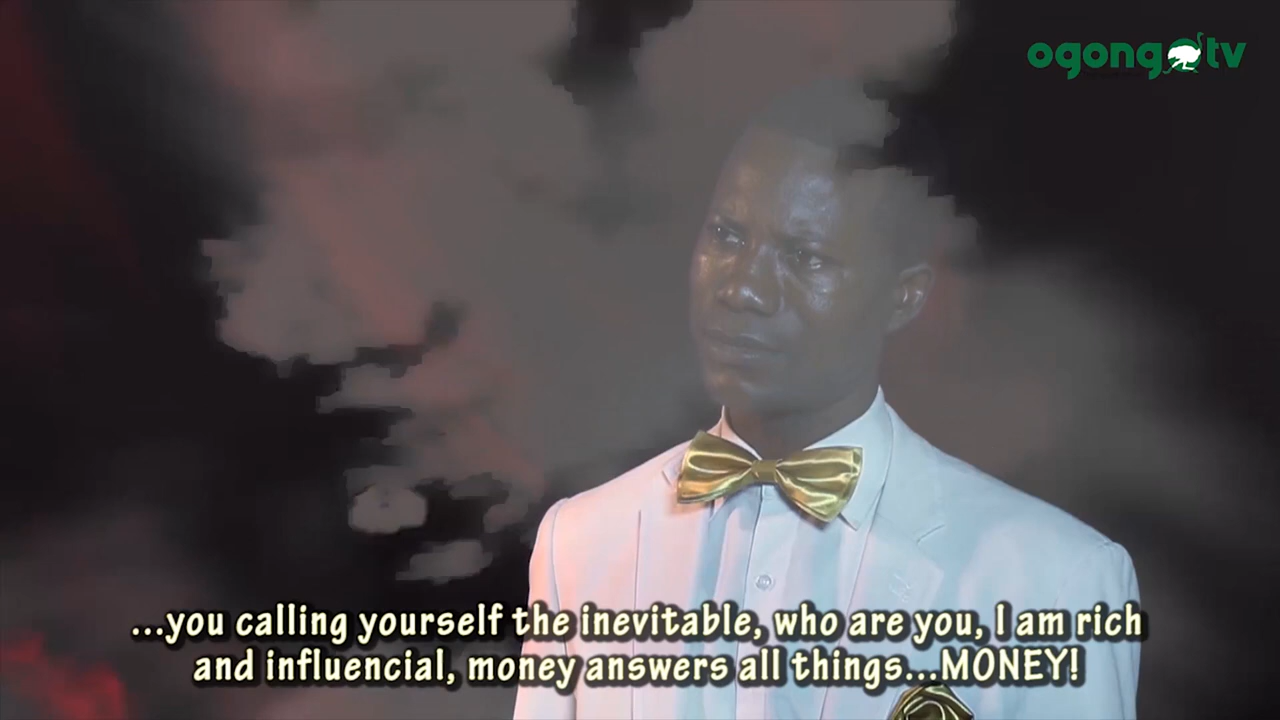 ogongotv
...you calling yourself the inevitable, who are you, I am rich
and influencial, money answers all things...MONEY!